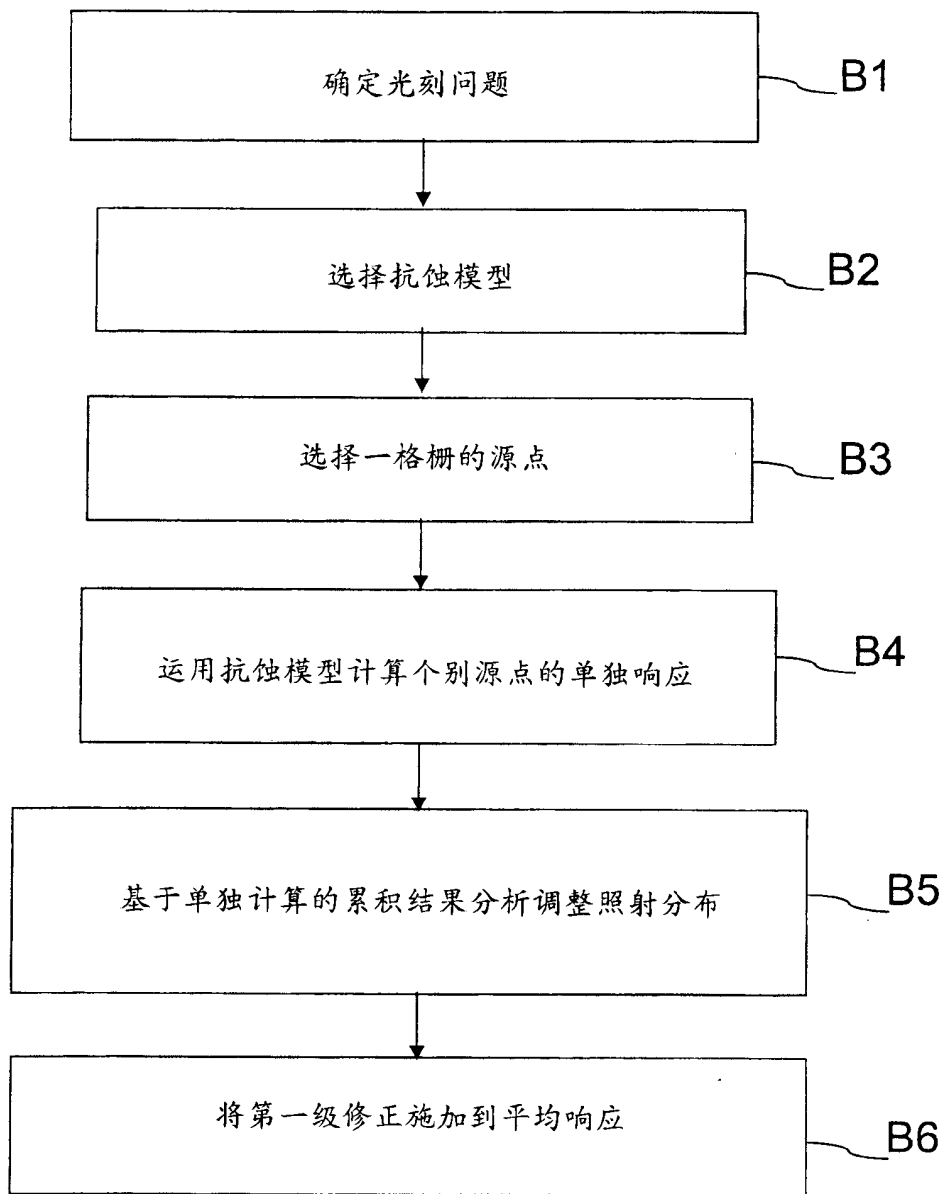 确定光刻问题
B1
选择抗蚀模型
B2
选择一格栅的源点
B3
运用抗蚀模型计算个别源点的单独响应
B4
基于单独计算的累积结果分析调整照射分布
B5
将第一级修正施加到平均响应
B6